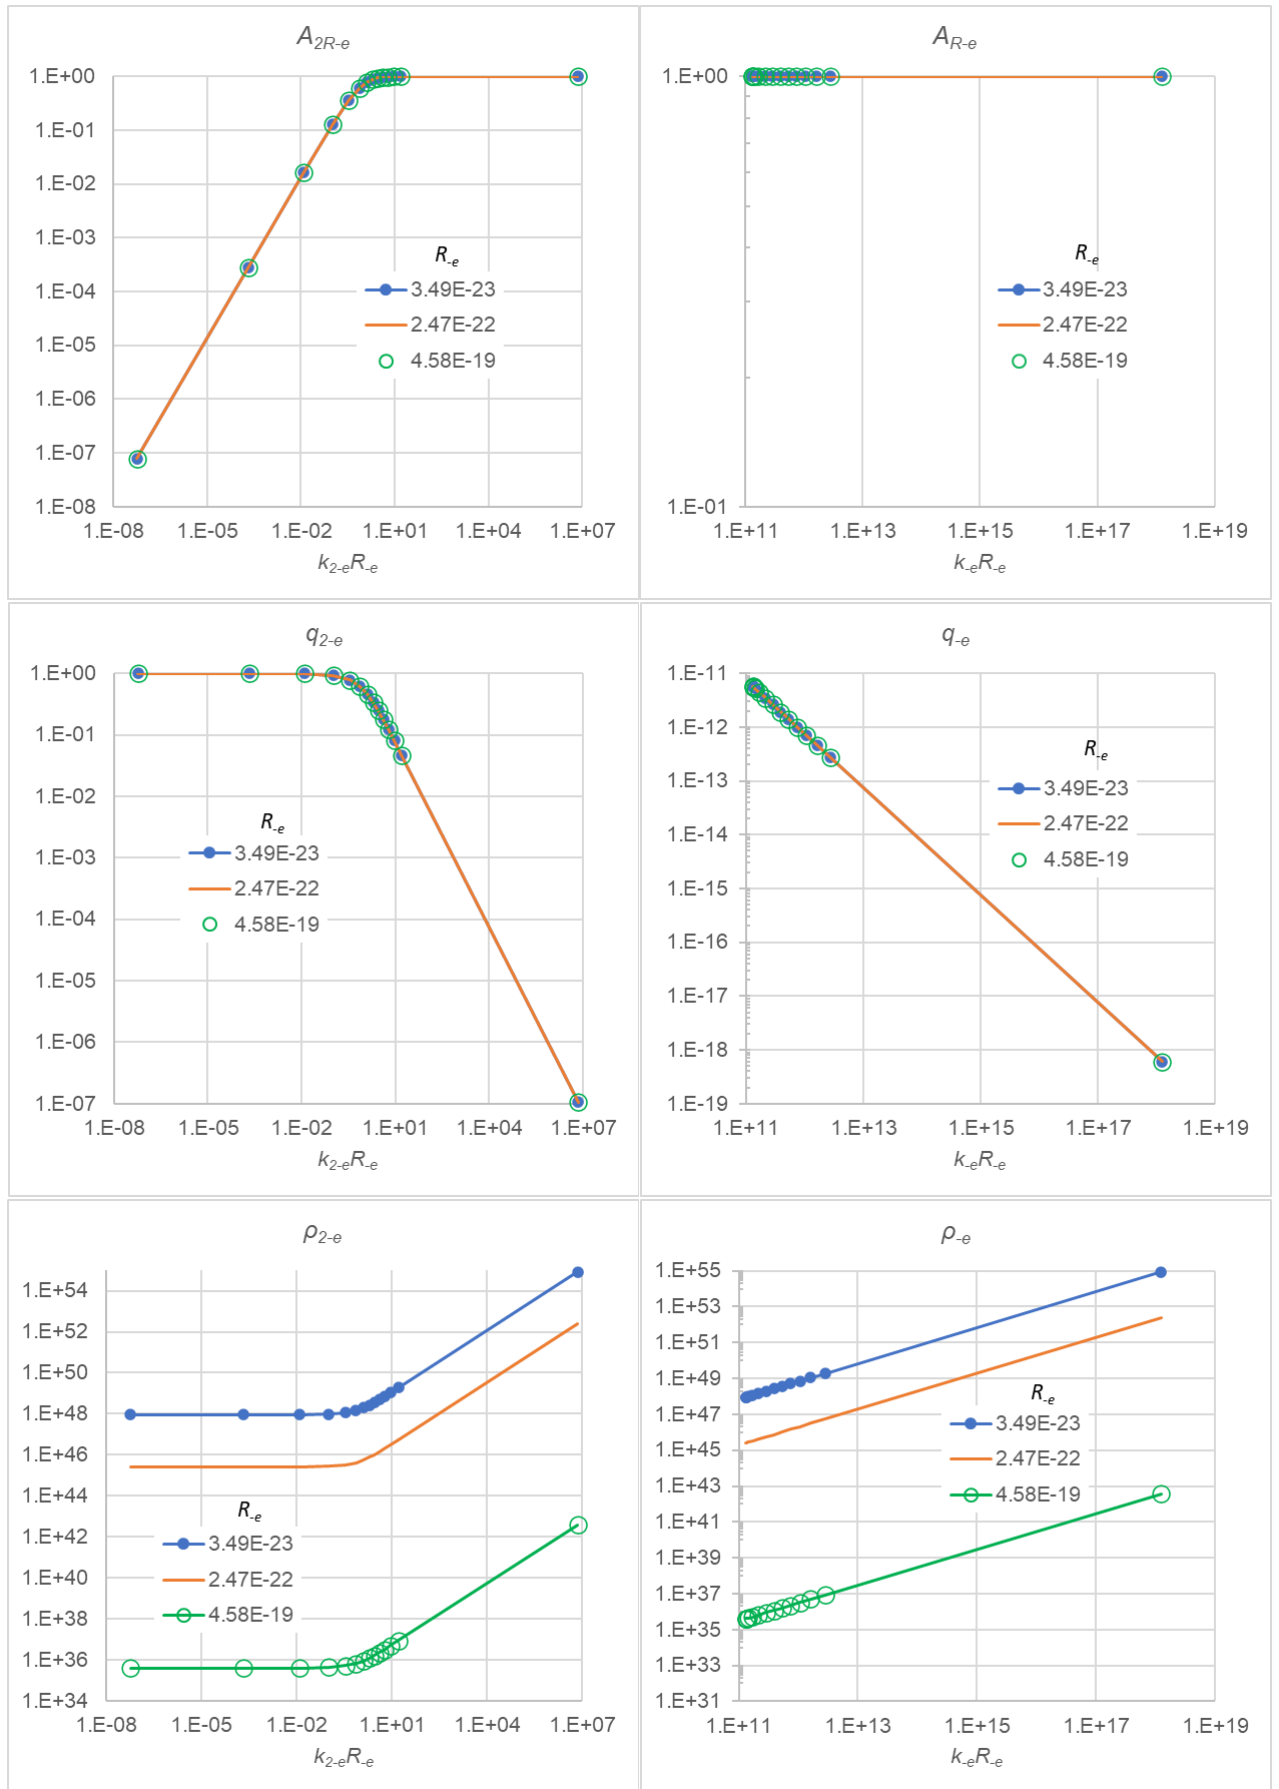 A2R-e
1.E+00
1.E-01
1.E-02
1.E-03
1.E-04
1.E-05
1.E-06
1.E-07
1.E-08
R-e
3.49E-23
2.47E-22
4.58E-19
1.E-08 1.E-05 1.E-02 1.E+01 1.E+04 1.E+07
k2-eR-e
AR-e
1.E+00
1.E-01
R-e
3.49E-23
2.47E-22
4.58E-19
1.E+11 1.E+13 1.E+15 1.E+17 1.E+19
k-eR-e
q2-e
1.E+00
1.E-01
1.E-02
1.E-03
1.E-04
1.E-05
1.E-06
1.E-07
R-e
3.49E-23
2.47E-22
4.58E-19
1.E-08 1.E-05 1.E-02 1.E+01 1.E+04 1.E+07
k2-eR-e
q-e
1.E-11
1.E-12
1.E-13
1.E-14
1.E-15
1.E-16
1.E-17
1.E-18
1.E-19
R-e
3.49E-23
2.47E-22
4.58E-19
1.E+11 1.E+13 1.E+15 1.E+17 1.E+19
k-eR-e
ρ2-e
1.E+54
1.E+52
1.E+50
1.E+48
1.E+46
1.E+44
1.E+42
1.E+40
1.E+38
1.E+36
1.E+34
R-e
3.49E-23
2.47E-22
4.58E-19
1.E-08 1.E-05 1.E-02 1.E+01 1.E+04 1.E+07
k2-eR-e
ρ-e
1.E+55
1.E+53
1.E+51
1.E+49
1.E+47
1.E+45
1.E+43
1.E+41
1.E+39
1.E+37
1.E+35
1.E+33
1.E+31
R-e
3.49E-23
2.47E-22
4.58E-19
1.E+11 1.E+13 1.E+15 1.E+17 1.E+19
k-eR-e